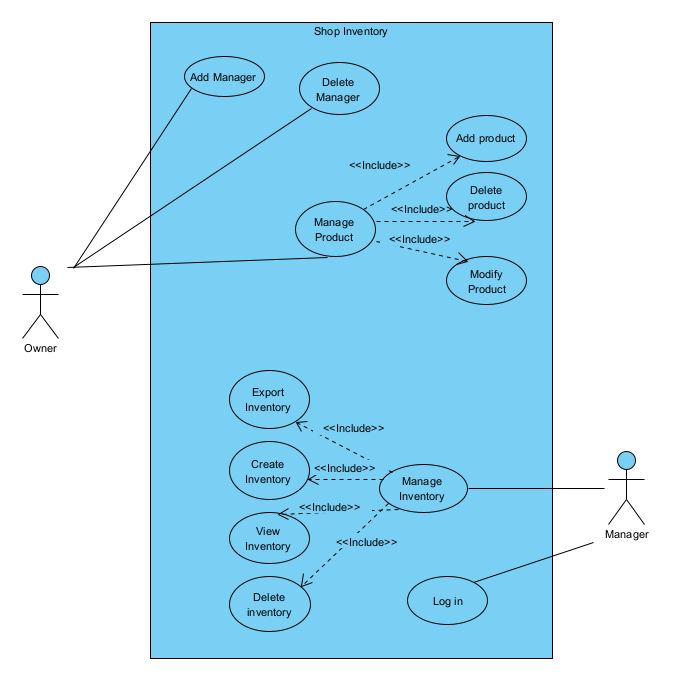 Shop Inventory
Add Manager
Delete
Manager
Add product
<<Include>>
Delete
product
<<Include>>
Manage
Product
<<Include>>
Modify
Product
Owner
Export
Inventory
<<Include>>
Create
Inventory
<<Include>>
Manage
Inventory
<<Include>>
View
Inventory
<<Include>>
Manager
Delete
inventory
Log in